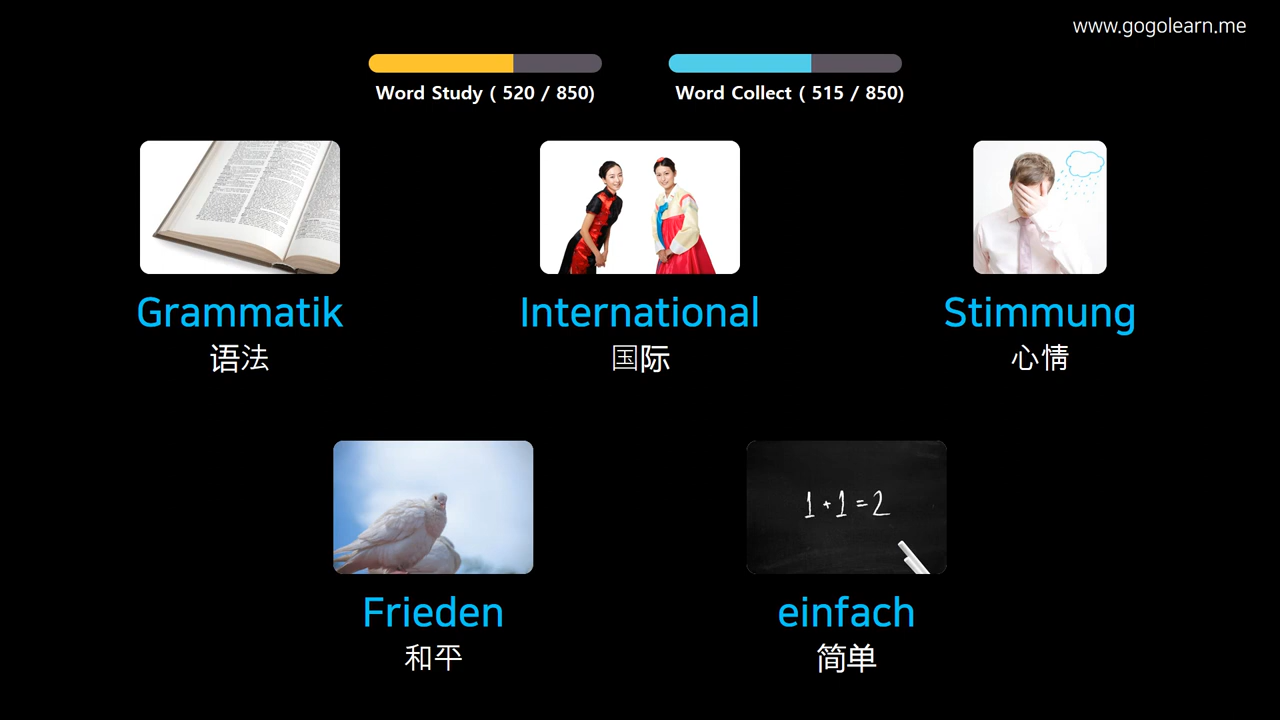 www.gogolearn.me
Word Study ( 520 / 850)
Word Collect ( 515 / 850)
Grammatik
语法
International
国际
Stimmung
心情
Frieden
和平
1+1=2
einfach
简单